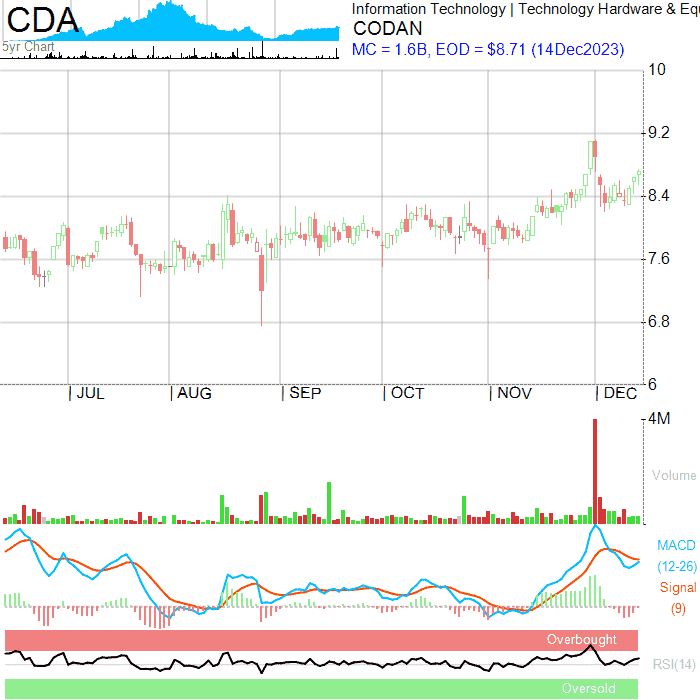 CDA
5yr Chart
Information Technology | Technology Hardware & Equ
CODAN
MC = 1.6B, EOD = $8.71 (14Dec2023)
10
9.2
8.4
7.6
6.8
6
| JUL | AUG | SEP | OCT | NOV | DEC
4M
Volume
MACD
(12-26)
Signal
(9)
Overbought
RSI(14)
Oversold